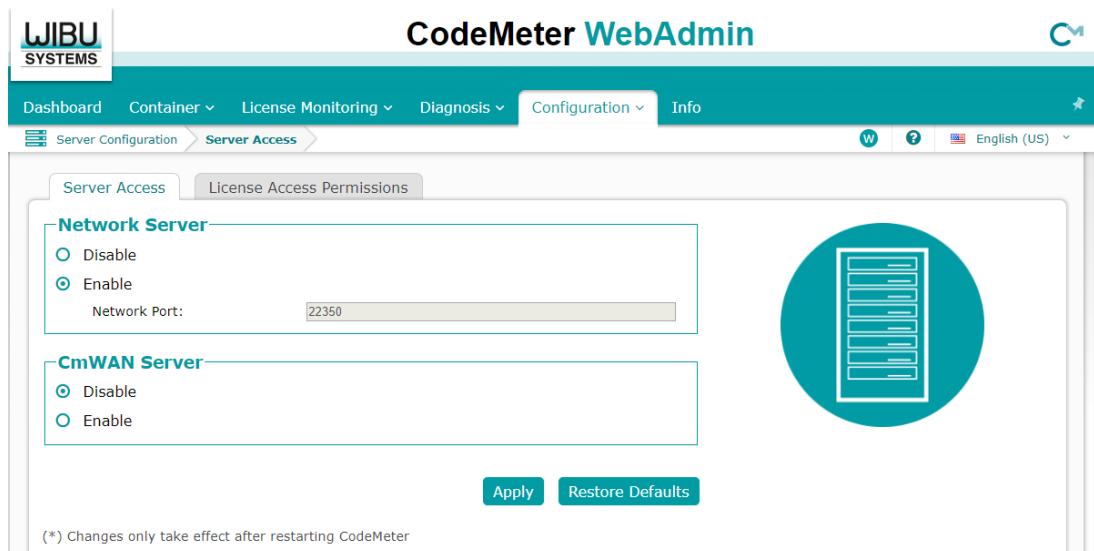 WIBU
SYSTEMS
CodeMeter WebAdmin
CM
Dashboard Container License Monitoring Diagnosis Configuration Info
Server Configuration Server Access W ? English (US)
Server Access License Access Permissions
Network Server
Disable
Enable
Network Port: 22350
CmWAN Server
Disable
Enable
Apply Restore Defaults
(*) Changes only take effect after restarting CodeMeter